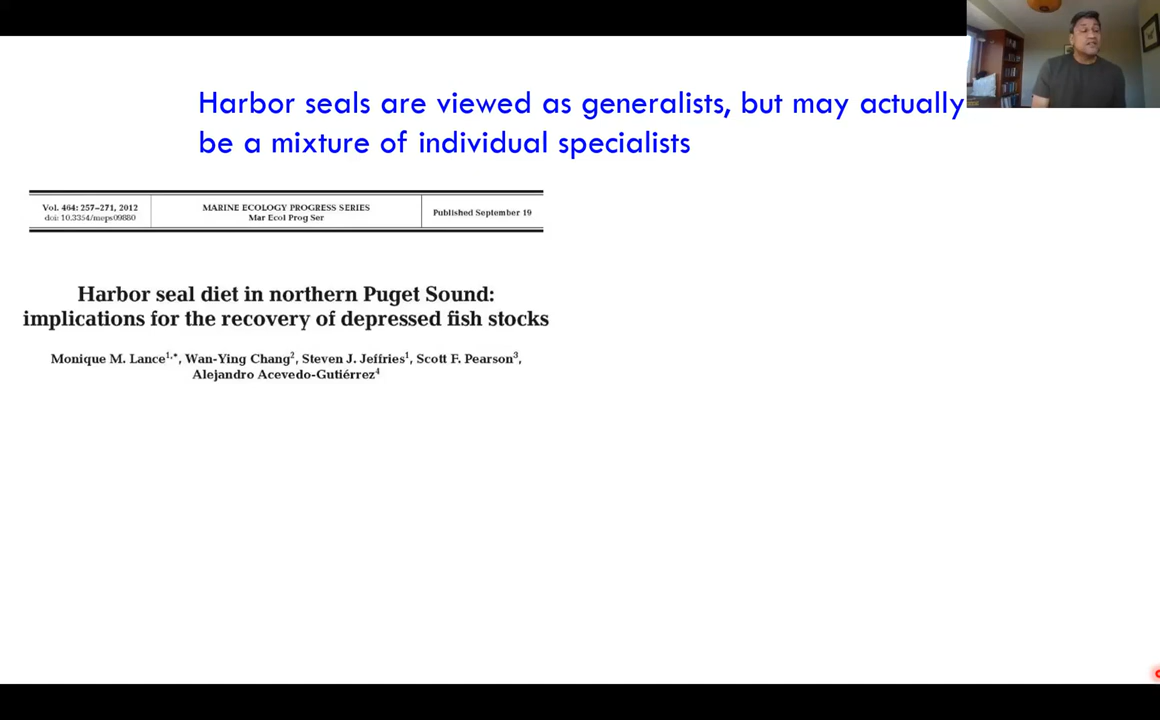 Harbor seals are viewed as generalists, but may actually
be a mixture of individual specialists
Vol. 464: 257–271, 2012
doi: 10.3354/meps09880
MARINE ECOLOGY PROGRESS SERIES
Mar Ecol Prog Ser
Published September 19
Harbor seal diet in northern Puget Sound:
implications for the recovery of depressed fish stocks
Monique M. Lance1,*, Wan-Ying Chang2, Steven J. Jeffries1, Scott F. Pearson3,
Alejandro Acevedo-Gutiérrez4